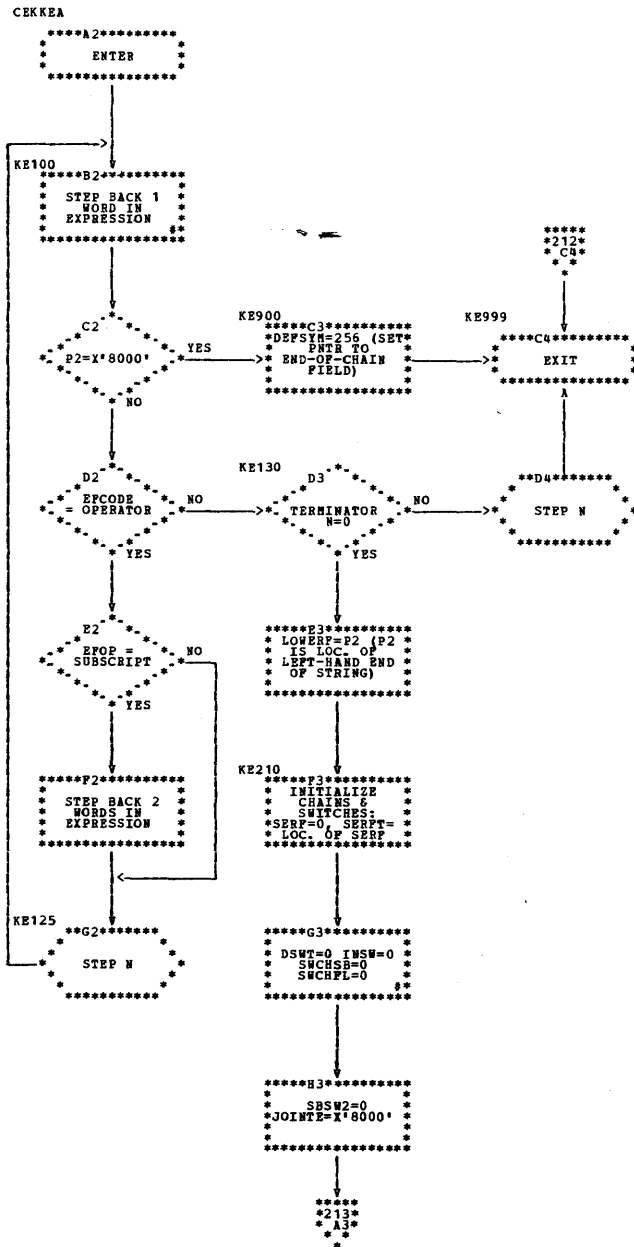 CEKKEA
A2
ENTER
KE100
B2
STEP BACK 1
WORD IN
EXPRESSION
#
212
C4
C2
P2=X'8000'
YES
NO
KE900
C3
DEFSYM=256 (SET
PNTR TO
END-OF-CHAIN
FIELD)
KE999
C4
EXIT
A
D2
EFCODE
= OPERATOR
NO
YES
KE130
D3
TERMINATOR
N=0
NO
YES
D4
STEP N
E2
EFOP =
SUBSCRIPT
NO
YES
E3
LOWERF=P2 (P2
IS LOC. OF
LEFT-HAND END
OF STRING)
F2
STEP BACK 2
WORDS IN
EXPRESSION
KE210
F3
INITIALIZE
CHAINS &
SWITCHES:
SERF=0, SERFT=
LOC. OF SERF
KE125
G2
STEP N
G3
DSWT=0 INSW=0
SWCHSB=0
SWCHFL=0
#
H3
SBSW2=0
JOINTE=X'8000'
213
A3